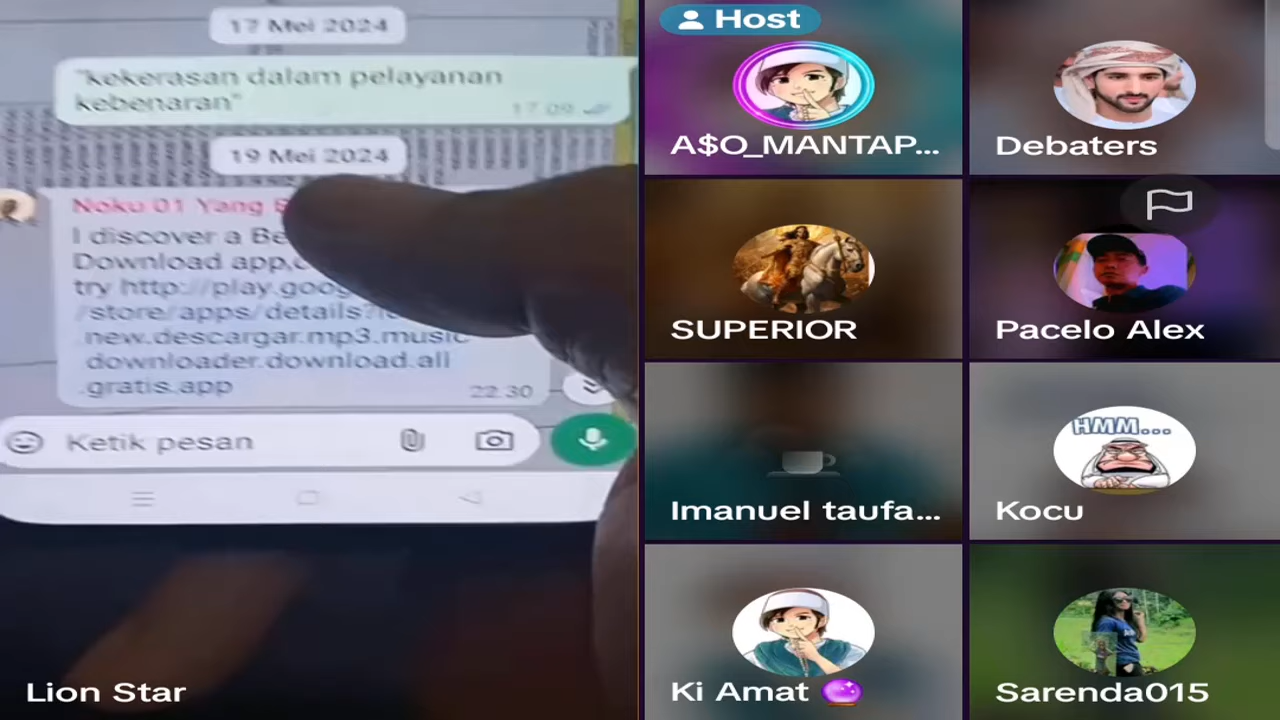 17 Mei 2024
"kekerasan dalam pelayanan
kebenaran"
17.09
19 Mei 2024
Noku 01 Yang
I discover a
Download app,
try http://play.goog
/store/apps/details?
.new.descargar.mp3.music
downloader.download.all
.gratis.app
22.30
Ketik pesan
Lion Star
Host
A$O_MANTAP...
Debaters
SUPERIOR
Pacelo Alex
Imanuel taufa...
HMM...
Kocu
Ki Amat
Sarenda015